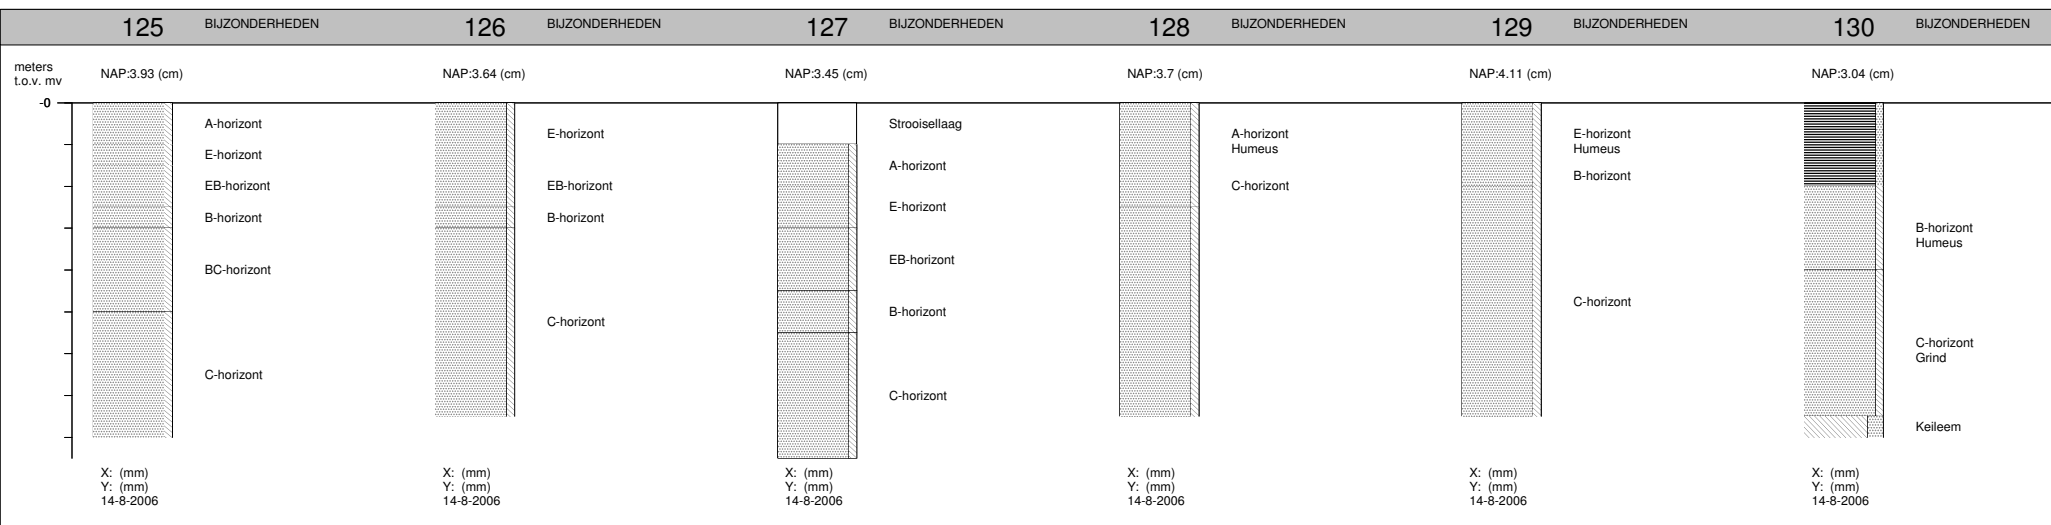 125 BIJZONDERHEDEN 126 BIJZONDERHEDEN 127 BIJZONDERHEDEN 128 BIJZONDERHEDEN 129 BIJZONDERHEDEN 130 BIJZONDERHEDEN
meters
t.o.v. mv
NAP:3.93 (cm) NAP:3.64 (cm) NAP:3.45 (cm) NAP:3.7 (cm) NAP:4.11 (cm) NAP:3.04 (cm)
-0
A-horizont
E-horizont
EB-horizont
B-horizont
BC-horizont
C-horizont
X: (mm)
Y: (mm)
14-8-2006
E-horizont
EB-horizont
B-horizont
C-horizont
X: (mm)
Y: (mm)
14-8-2006
Strooisellaag
A-horizont
E-horizont
EB-horizont
B-horizont
C-horizont
X: (mm)
Y: (mm)
14-8-2006
A-horizont
Humeus
C-horizont
X: (mm)
Y: (mm)
14-8-2006
E-horizont
Humeus
B-horizont
C-horizont
X: (mm)
Y: (mm)
14-8-2006
B-horizont
Humeus
C-horizont
Grind
Keileem
X: (mm)
Y: (mm)
14-8-2006